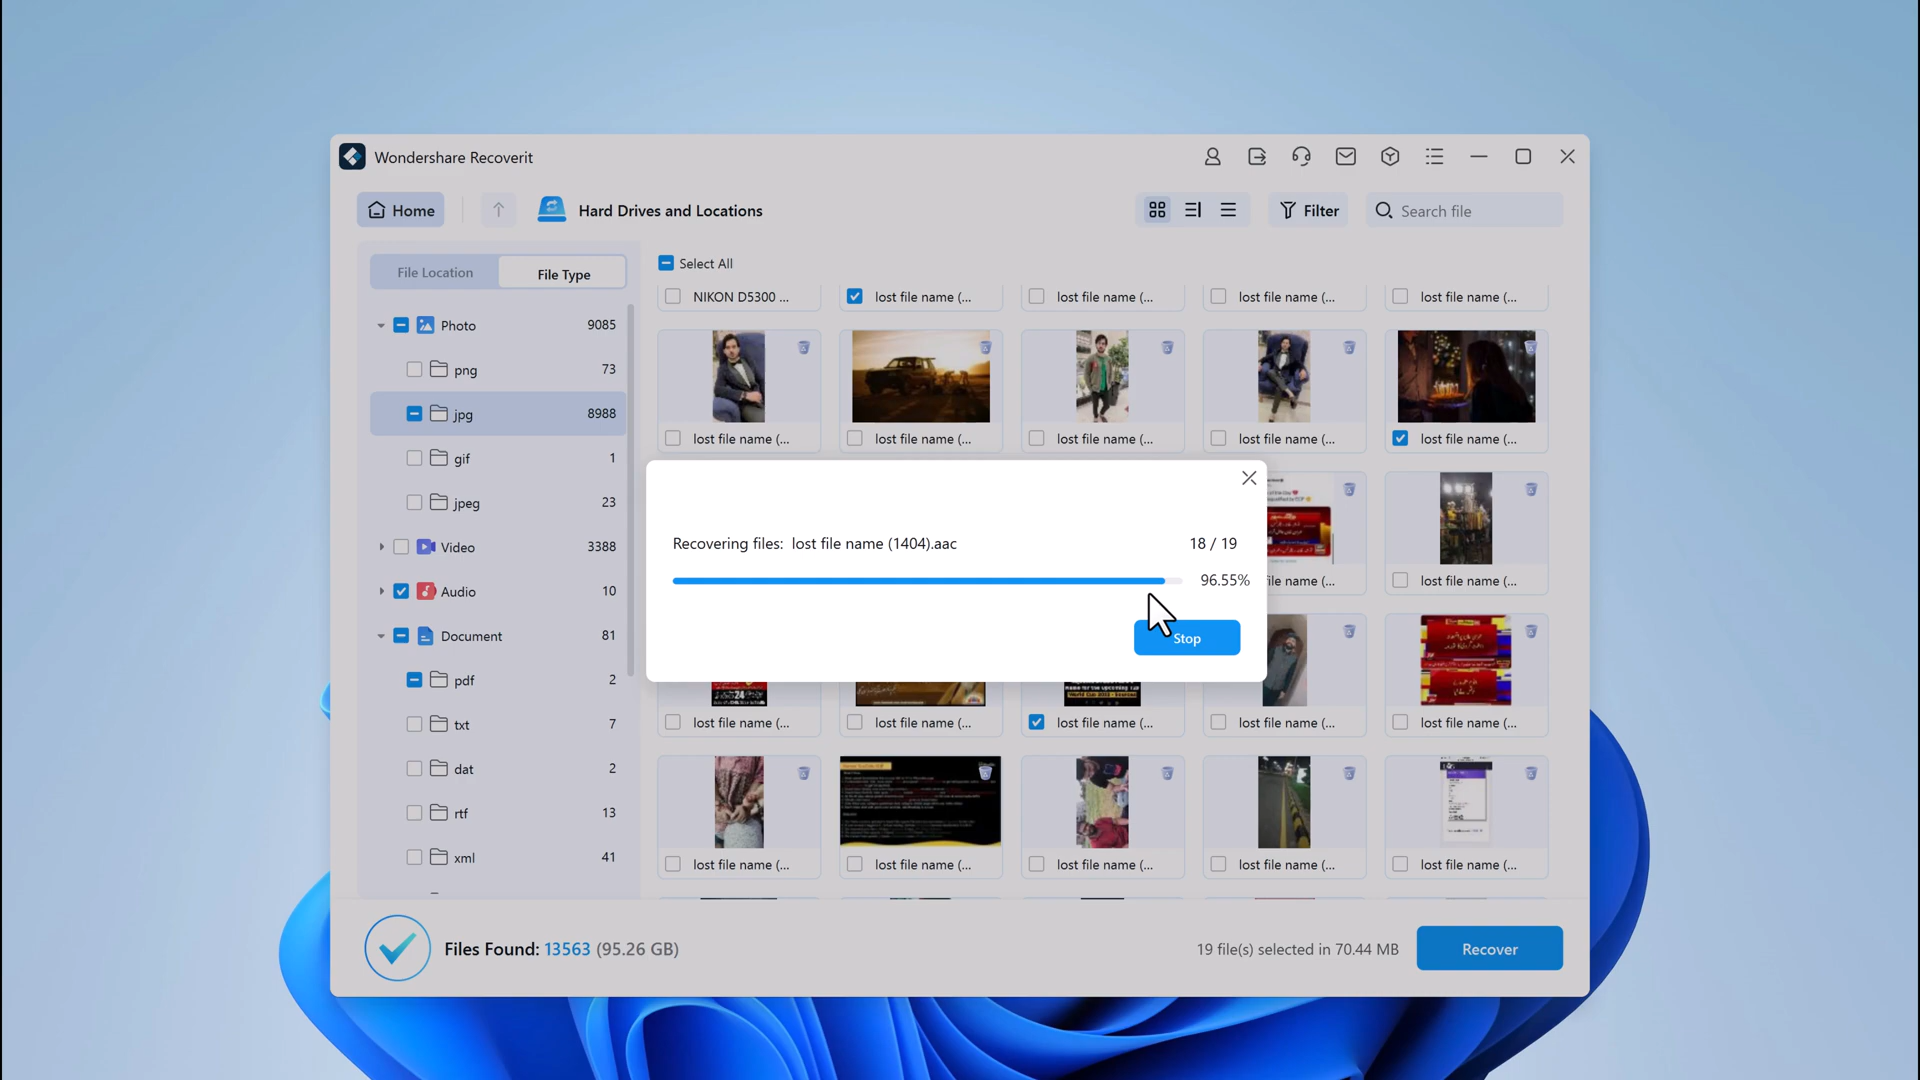 Wondershare Recoverit
Home
Hard Drives and Locations
Filter
Search file
File Location
File Type
Select All
NIKON D5300 ...
lost file name (...
lost file name (...
lost file name (...
lost file name (...
Photo 9085
png 73
jpg 8988
gif 1
jpeg 23
Video 3388
Audio 10
Document 81
pdf 2
txt 7
dat 2
rtf 13
xml 41
lost file name (...
lost file name (...
lost file name (...
lost file name (...
lost file name (...
Recovering files: lost file name (1404).aac 18 / 19
96.55%
Stop
ile name (...
lost file name (...
lost file name (...
lost file name (...
lost file name (...
lost file name (...
lost file name (...
lost file name (...
lost file name (...
lost file name (...
lost file name (...
lost file name (...
Files Found: 13563 (95.26 GB)
19 file(s) selected in 70.44 MB
Recover